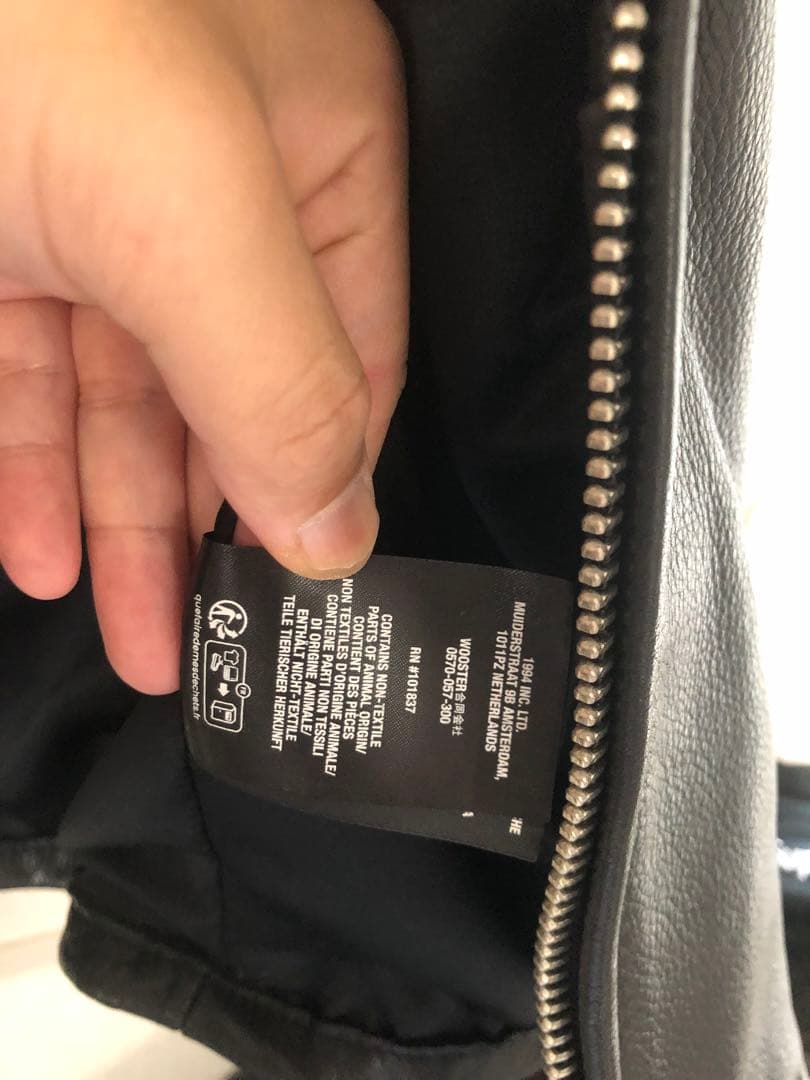 1994 INC. LTD.
MUIDERSTRAAT 9B AMSTERDAM,
1011PZ NETHERLANDS
WOOSTER合同会社
0570-057-300
RN #101837
CONTAINS NON-TEXTILE
PARTS OF ANIMAL ORIGIN/
CONTIENT DES PIÈCES
NON TEXTILES D'ORIGINE ANIMALE/
CONTIENE PARTI NON TESSILI
DI ORIGINE ANIMALE/
ENTHÄLT NICHT-TEXTILE
TEILE TIERISCHER HERKUNFT
FR
quefairedemesdechets.fr